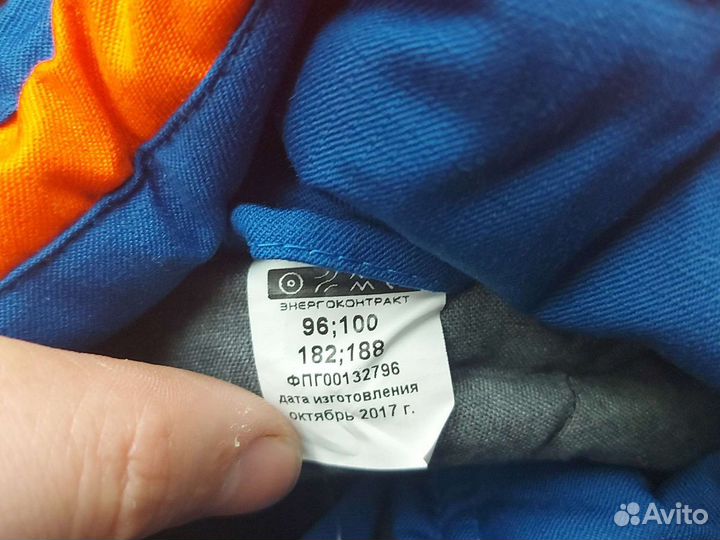 ЭНЕРГОКОНТРАКТ
96;100
182;188
ФПГ00132796
дата изготовления
октябрь 2017 г.
Avito